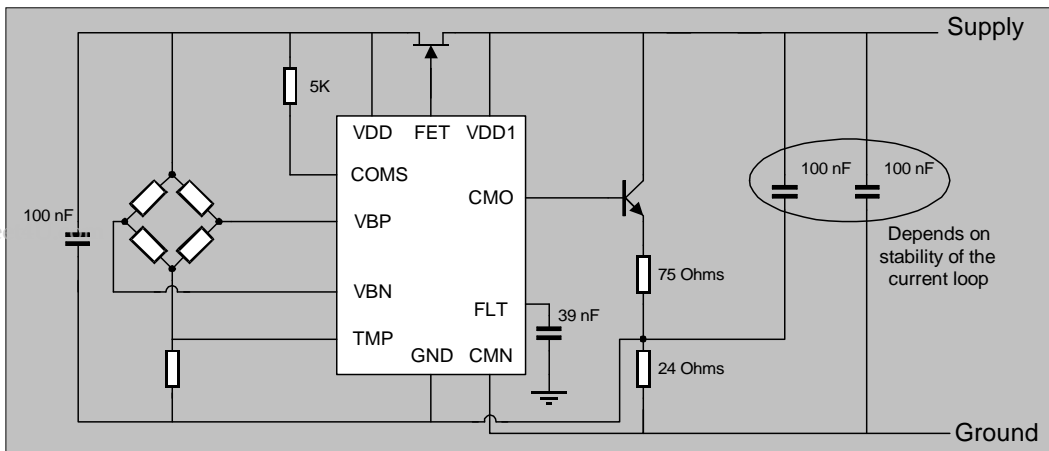 Supply
5K
VDD FET VDD1
COMS
CMO
100 nF
VBP
100 nF 100 nF
Depends on
stability of the
current loop
75 Ohms
VBN
FLT
39 nF
TMP
GND CMN
24 Ohms
Ground